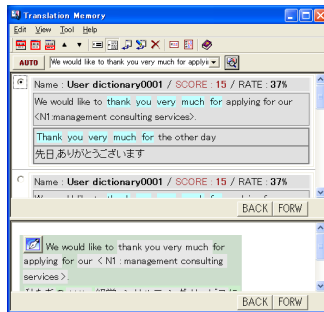 Translation Memory
Edit View Tool Help
AUTO We would like to thank you very much for applyi
Name : User dictionary0001 / SCORE : 15 / RATE : 37%
We would like to thank you very much for applying for our
<N1:management consulting services>.
Thank you very much for the other day
先日,ありがとうございます
Name : User dictionary0001 / SCORE : 15 / RATE : 37%
BACK FORW
We would like to thank you very much for
applying for our < N1 : management consulting
services >.
BACK FORW